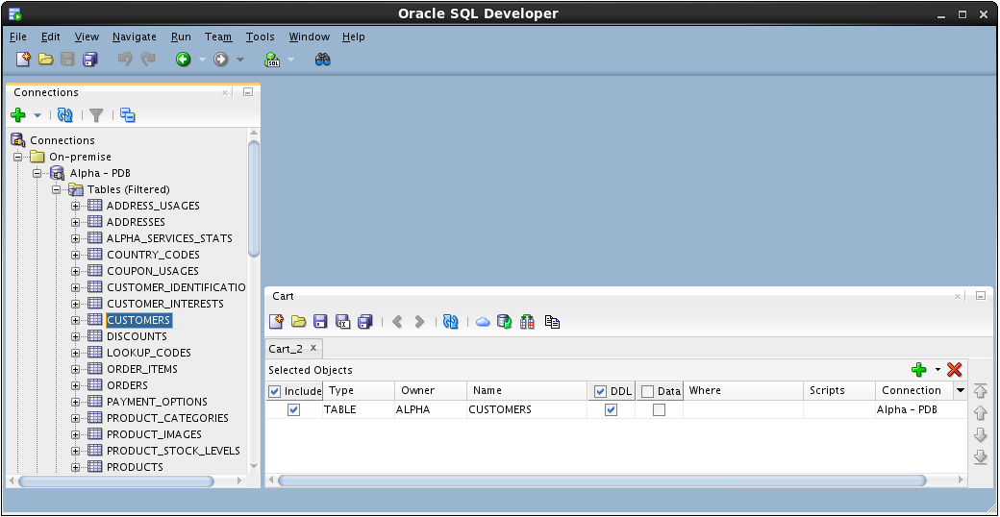 Oracle SQL Developer
File Edit View Navigate Run Team Tools Window Help
SQL
Connections
Connections
On-premise
Alpha - PDB
Tables (Filtered)
ADDRESS_USAGES
ADDRESSES
ALPHA_SERVICES_STATS
COUNTRY_CODES
COUPON_USAGES
CUSTOMER_IDENTIFICATIO
CUSTOMER_INTERESTS
CUSTOMERS
DISCOUNTS
LOOKUP_CODES
ORDER_ITEMS
ORDERS
PAYMENT_OPTIONS
PRODUCT_CATEGORIES
PRODUCT_IMAGES
PRODUCT_STOCK_LEVELS
PRODUCTS
Cart
Cart_2
Selected Objects
Include Type Owner Name DDL Data Where Scripts Connection
TABLE ALPHA CUSTOMERS Alpha - PDB